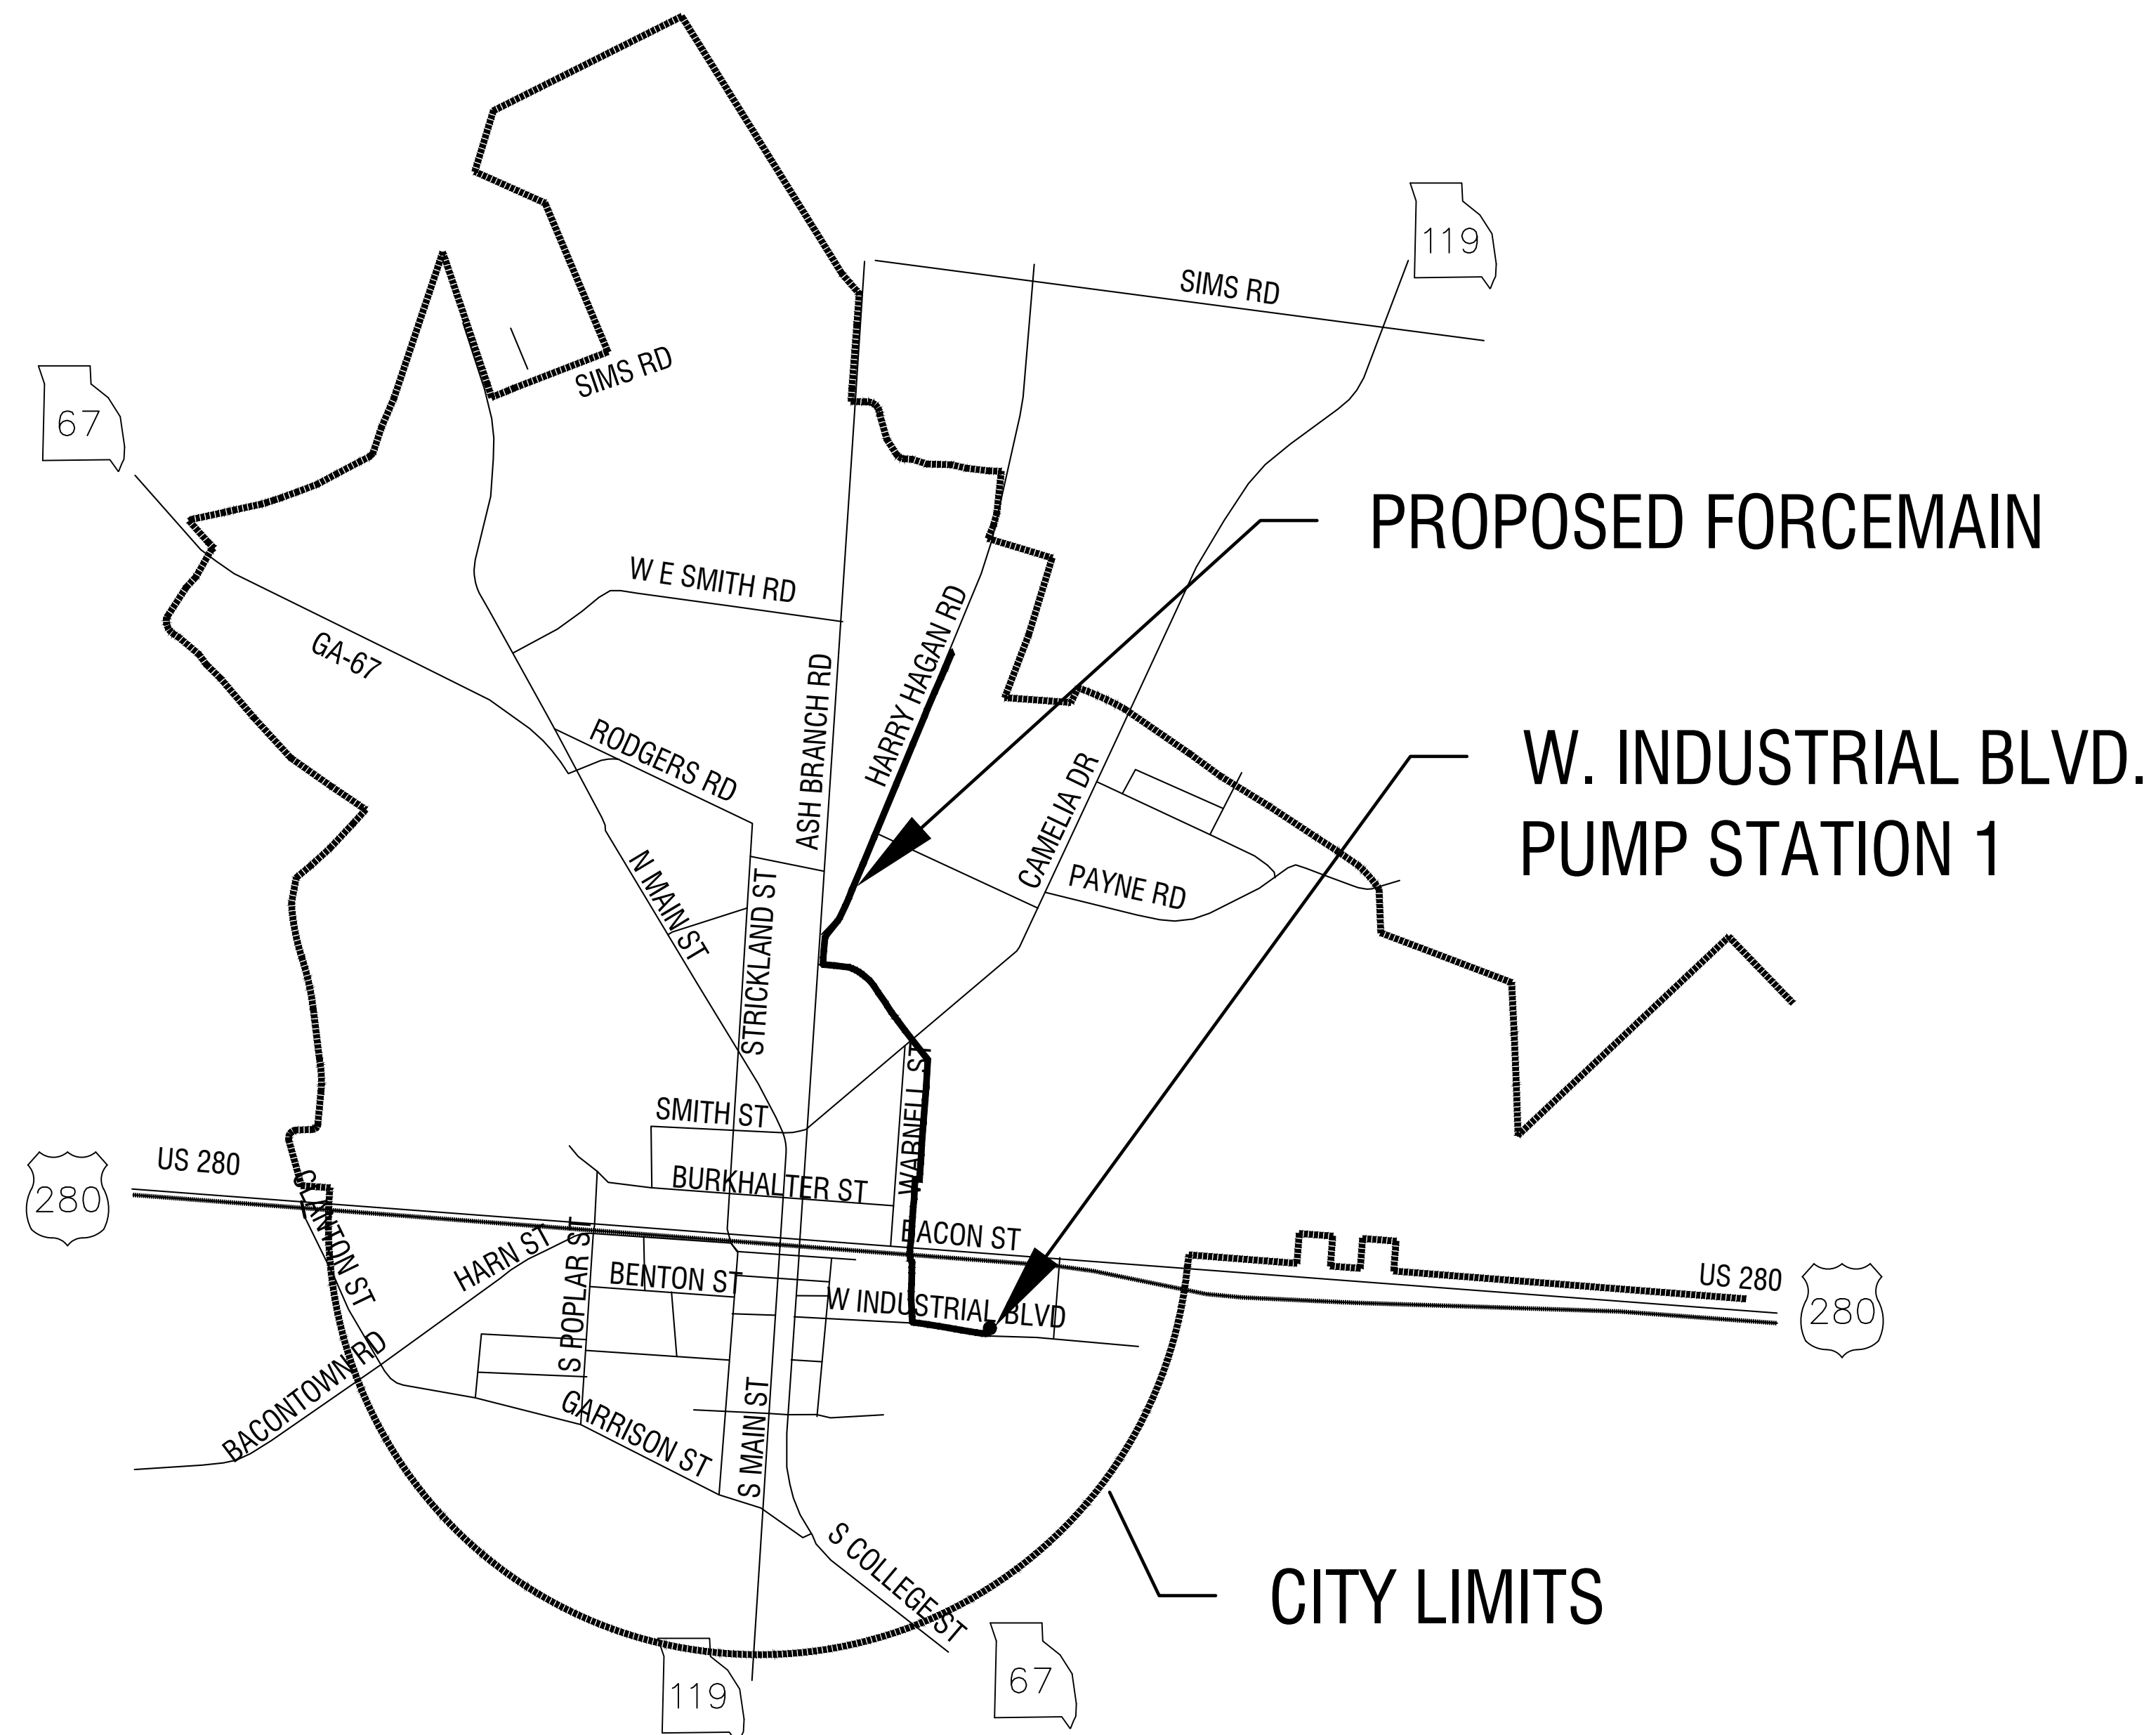 119
SIMS RD
SIMS RD
67
PROPOSED FORCEMAIN
W E SMITH RD
GA-67
HARRY HAGAN RD
ASH BRANCH RD
RODGERS RD
W. INDUSTRIAL BLVD.
PUMP STATION 1
CAMELIA DR
PAYNE RD
N MAIN ST
STRICKLAND ST
SMITH ST
WARNELL ST
US 280
280
BURKHALTER ST
CLANTON ST
HARN ST
S POPLAR ST
BACON ST
BENTON ST
W INDUSTRIAL BLVD
US 280
280
BACONTOWN RD
GARRISON ST
S MAIN ST
S COLLEGE ST
CITY LIMITS
119
67